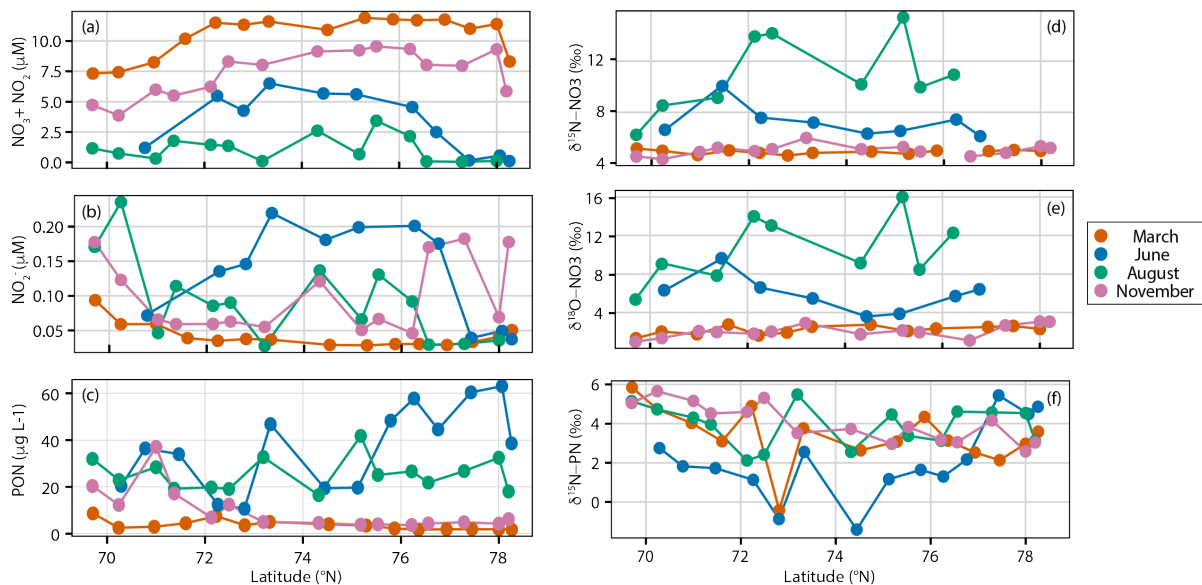 (a)
NO3+ NO2 (μM)
10.0
7.5
5.0
2.5
0.0
(b)
NO2- (μM)
0.20
0.15
0.10
0.05
(c)
PON (μg L-1)
60
40
20
0
70
72
74
76
78
Latitude (°N)
(d)
δ15N−NO3 (‰)
12
8
4
(e)
δ18O−NO3 (‰)
16
12
8
4
(f)
δ15N−PN (‰)
6
4
2
0
70
72
74
76
78
Latitude (°N)
March
June
August
November